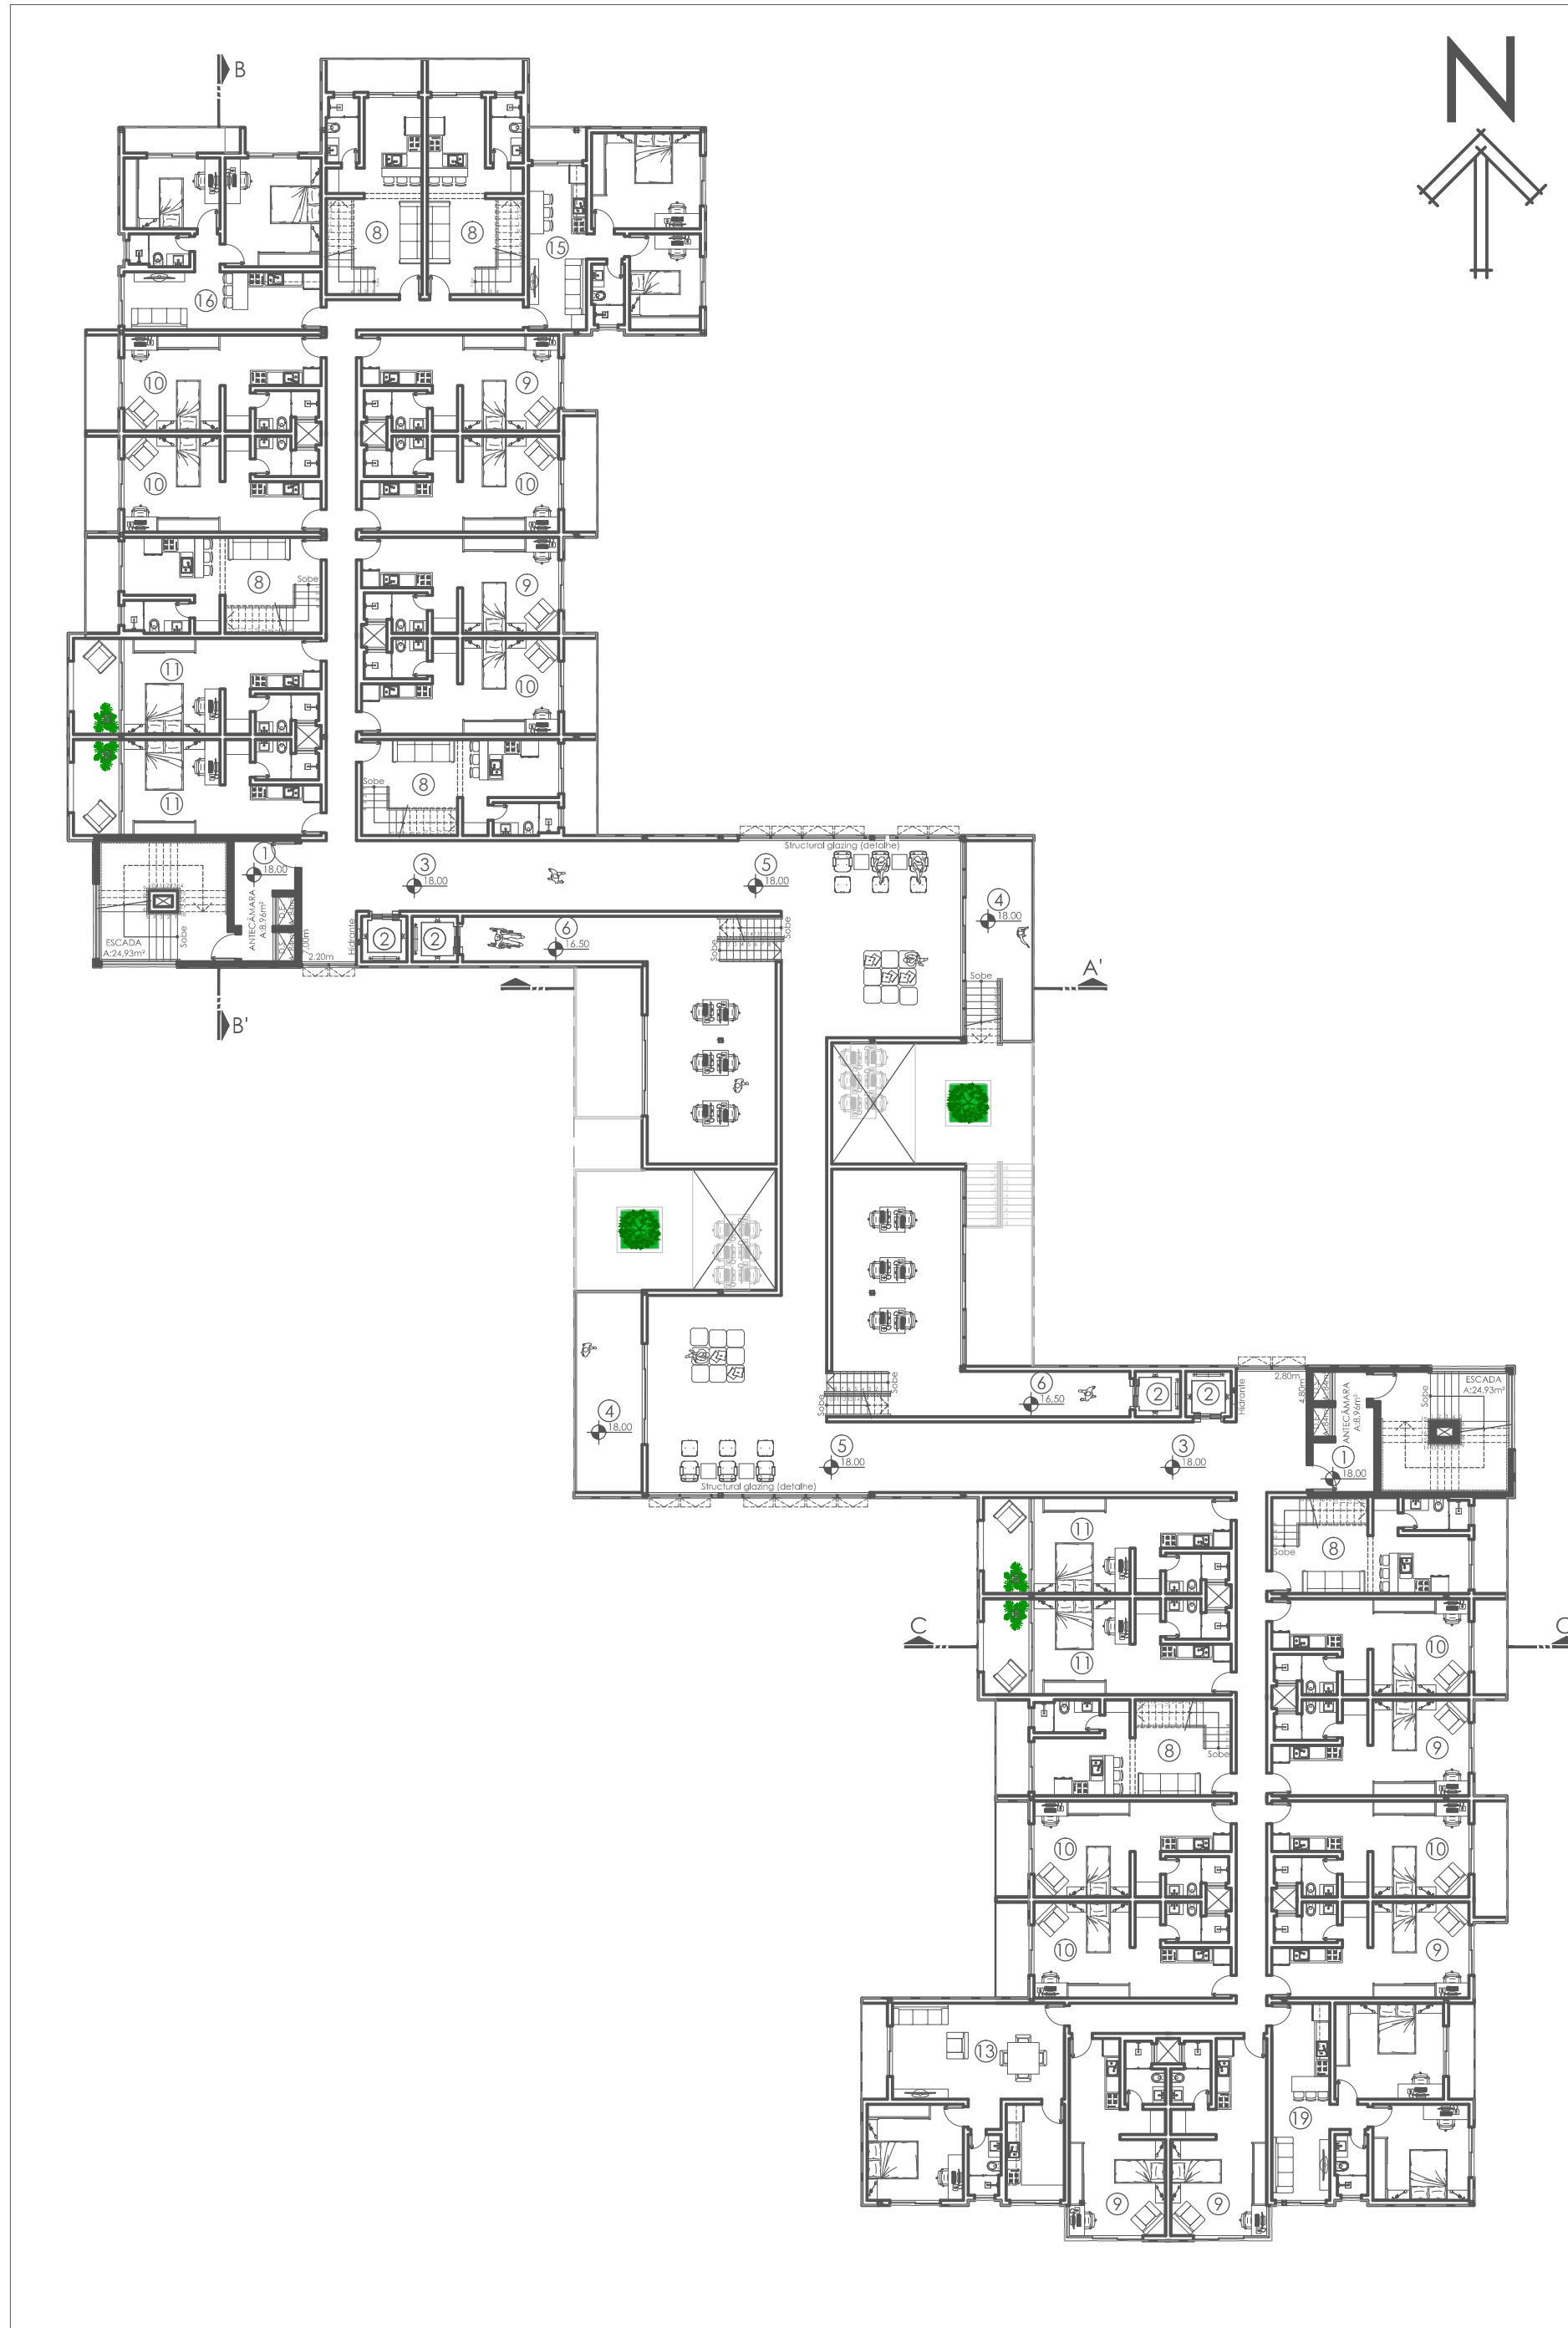 N
B
8
8
15
16
10
9
10
10
8
Sobe
9
11
10
11
8
Sobe
Structural glazing (detalhe)
1
18,00
3
18.00
5
18.00
4
18.00
ANTECÂMARA
A:8.96m²
ESCADA
A:24,93m²
Sobe
2.20m
Hidrante
2
2
6
16.50
Sobe
Sobe
Sobe
A'
B'
6
16,50
2
2
Hidrante
2.80m
4.80m
ANTECÂMARA
A:8,96m²
ESCADA
A:24,93m²
Sobe
Sobe
Sobe
4
18,00
5
18.00
3
18.00
1
18,00
Structural glazing (detalhe)
11
8
Sobe
C
11
10
8
Sobe
9
10
10
10
9
13
19
9
9